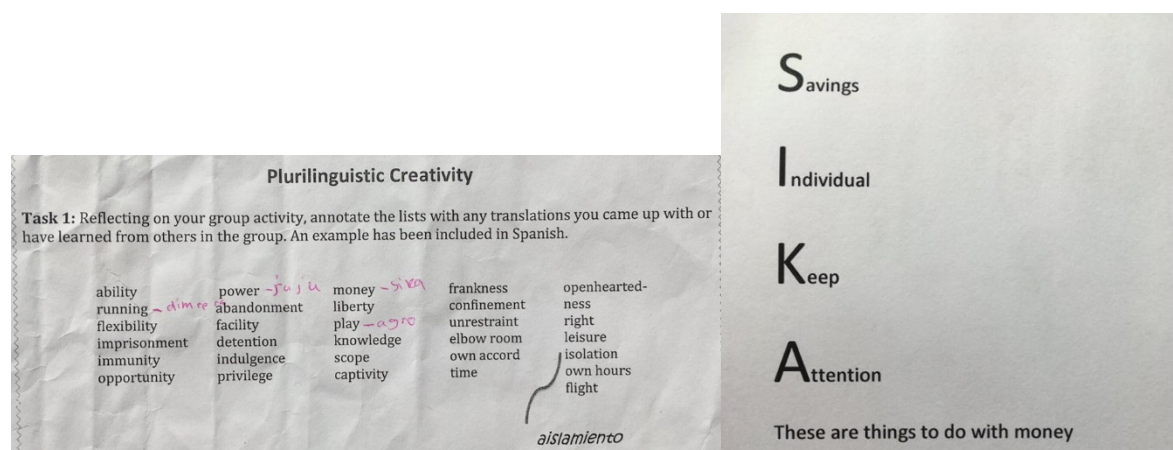 Plurilinguistic Creativity
Task 1: Reflecting on your group activity, annotate the lists with any translations you came up with or
have learned from others in the group. An example has been included in Spanish.
ability
running
flexibility
imprisonment
immunity
opportunity
power
abandonment
facility
detention
indulgence
privilege
money - sika
liberty
play - agro
knowledge
scope
captivity
frankness
confinement
unrestraint
elbow room
own accord
time
openhearted-
ness
right
leisure
isolation
own hours
flight
aislamiento
Savings
Individual
Keep
Attention
These are things to do with money